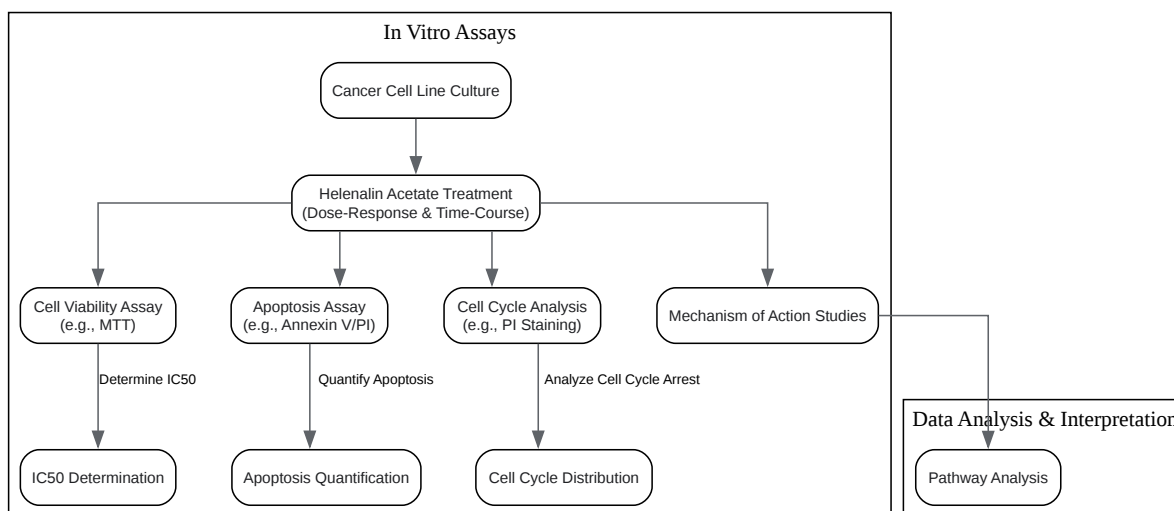 In Vitro Assays
Cancer Cell Line Culture
Helenalin Acetate Treatment
(Dose-Response & Time-Course)
Cell Viability Assay
(e.g., MTT)
Apoptosis Assay
(e.g., Annexin V/PI)
Cell Cycle Analysis
(e.g., PI Staining)
Mechanism of Action Studies
Determine IC50
Quantify Apoptosis
Analyze Cell Cycle Arrest
Data Analysis & Interpretation
IC50 Determination
Apoptosis Quantification
Cell Cycle Distribution
Pathway Analysis